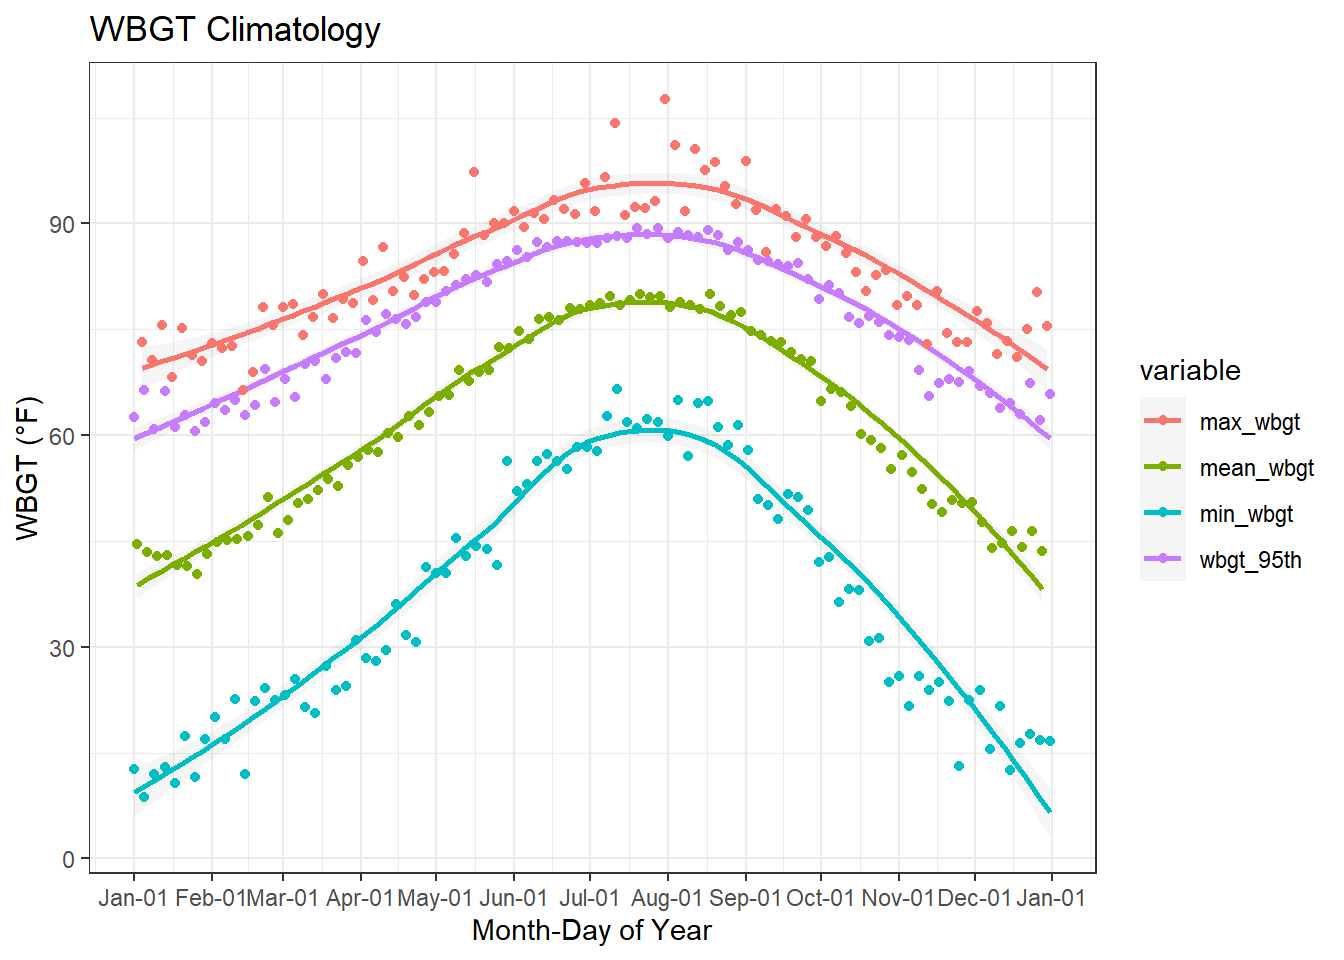 WBGT Climatology
WBGT (°F)
90
60
30
0
Jan-01 Feb-01 Mar-01 Apr-01 May-01 Jun-01 Jul-01 Aug-01 Sep-01 Oct-01 Nov-01 Dec-01 Jan-01
Month-Day of Year
variable
max_wbgt
mean_wbgt
min_wbgt
wbgt_95th